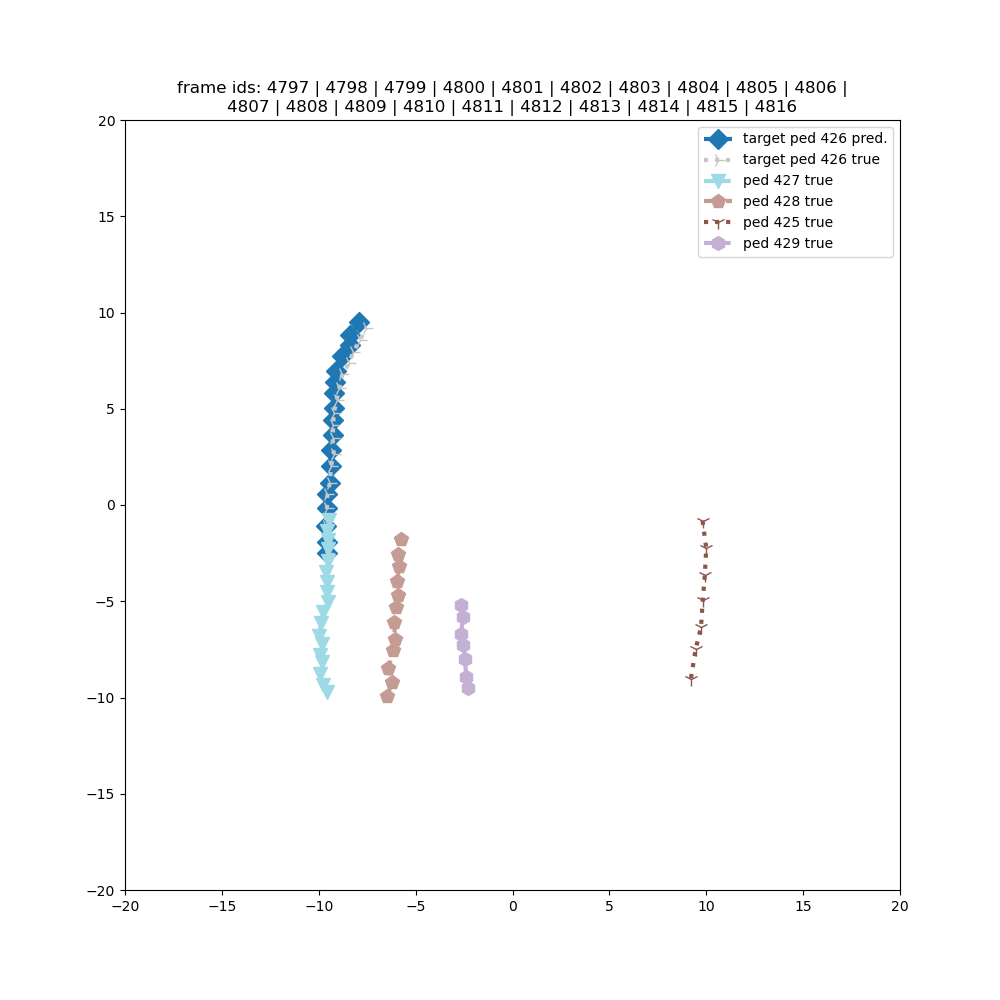 frame ids: 4797 | 4798 | 4799 | 4800 | 4801 | 4802 | 4803 | 4804 | 4805 | 4806 |
4807 | 4808 | 4809 | 4810 | 4811 | 4812 | 4813 | 4814 | 4815 | 4816
target ped 426 pred.
target ped 426 true
ped 427 true
ped 428 true
ped 425 true
ped 429 true
20
15
10
5
0
−5
−10
−15
−20
−20 −15 −10 −5 0 5 10 15 20